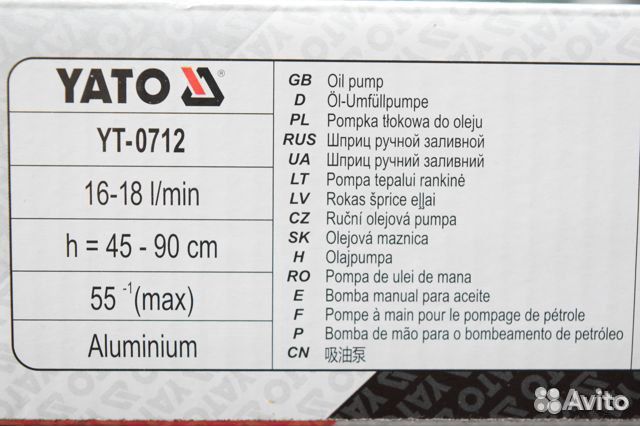 YATO ®
YT-0712
16-18 l/min
h = 45 - 90 cm
55 -1(max)
Aluminium
GB Oil pump
D Öl-Umfüllpumpe
PL Pompka tłokowa do oleju
RUS Шприц ручной заливной
UA Шприц ручний заливний
LT Pompa tepalui rankinė
LV Rokas šprice eļļai
CZ Ruční olejová pumpa
SK Olejová maznica
H Olajpumpa
RO Pompa de ulei de mana
E Bomba manual para aceite
F Pompe à main pour le pompage de pétrole
P Bomba de mão para o bombeamento de petróleo
CN 吸油泵
Avito